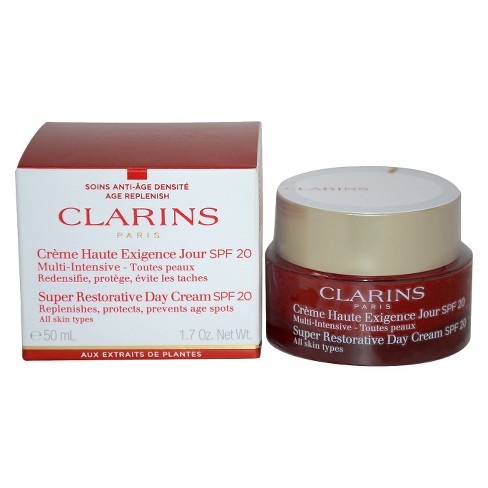 SOINS ANTI-ÂGE DENSITÉ
AGE REPLENISH
CLARINS
PARIS
Crème Haute Exigence Jour SPF 20
Multi-Intensive - Toutes peaux
Redensifie, protège, évite les taches
Super Restorative Day Cream SPF 20
Replenishes, protects, prevents age spots
All skin types
℮ 50 mL 1.7 Oz. Net Wt.
AUX EXTRAITS DE PLANTES
CLARINS
Crème Haute Exigence Jour SPF 20
Multi-Intensive - Toutes peaux
Super Restorative Day Cream SPF 20
All skin types